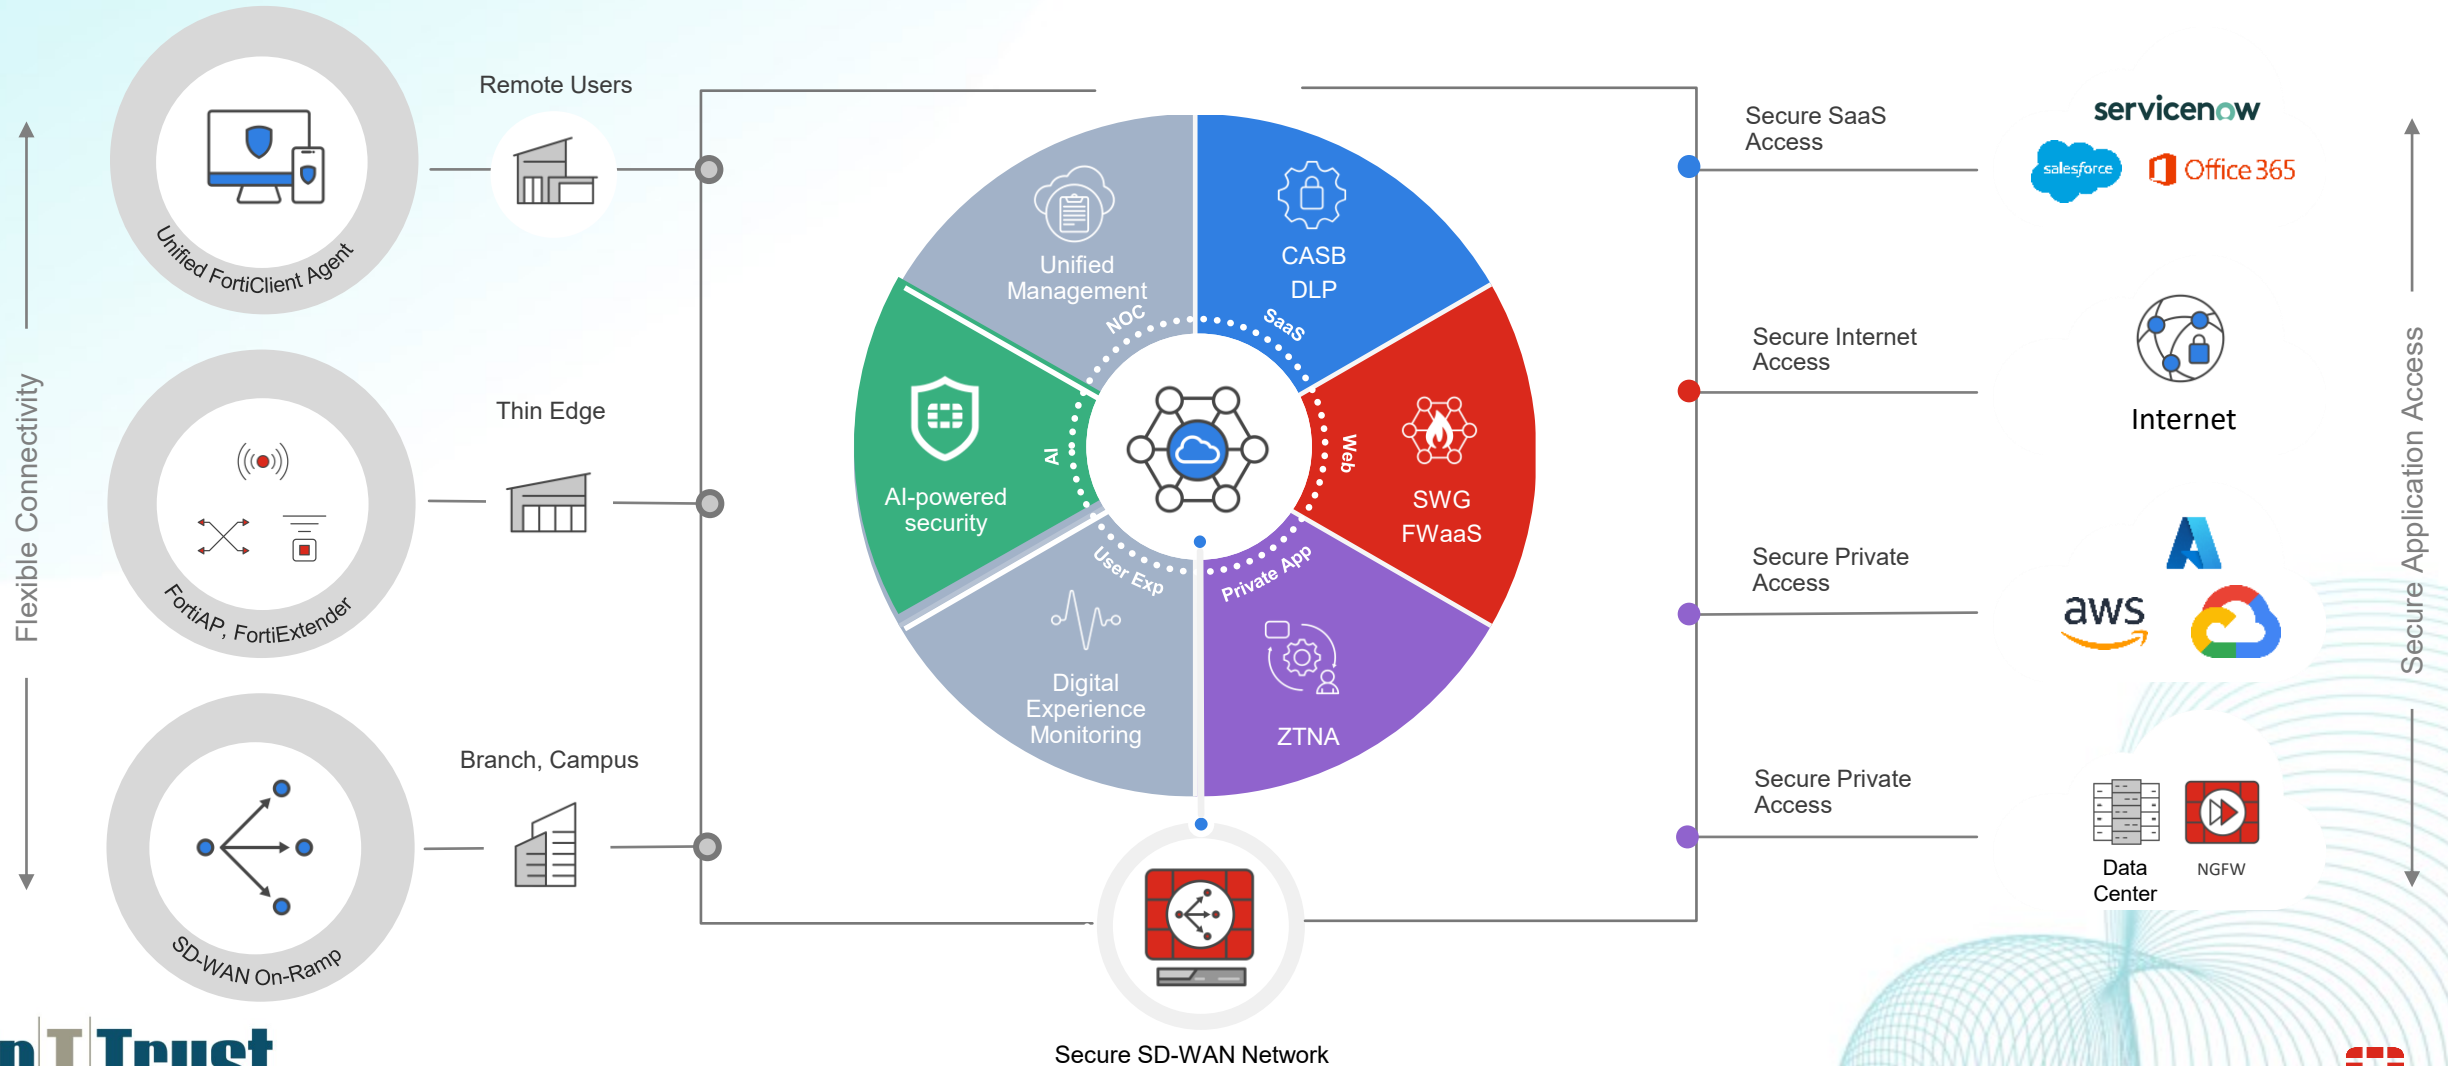 Flexible Connectivity
Unified FortiClient Agent
Remote Users
FortiAP, FortiExtender
Thin Edge
SD-WAN On-Ramp
Branch, Campus
Unified
Management
NOC
CASB
DLP
SaaS
AI-powered
security
AI
Web
SWG
FWaaS
User Exp
Digital
Experience
Monitoring
Private App
ZTNA
Secure SD-WAN Network
Secure SaaS
Access
servicenow
salesforce
Office 365
Secure Internet
Access
Internet
Secure Private
Access
aws
Secure Private
Access
Data
Center
NGFW
Secure Application Access
n T Trust